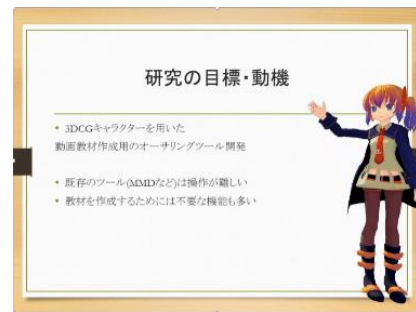 研究の目標・動機
• 3DCGキャラクターを用いた
動画教材作成用のオーサリングツール開発
• 既存のツール(MMDなど)は操作が難しい
• 教材を作成するためには不要な機能も多い